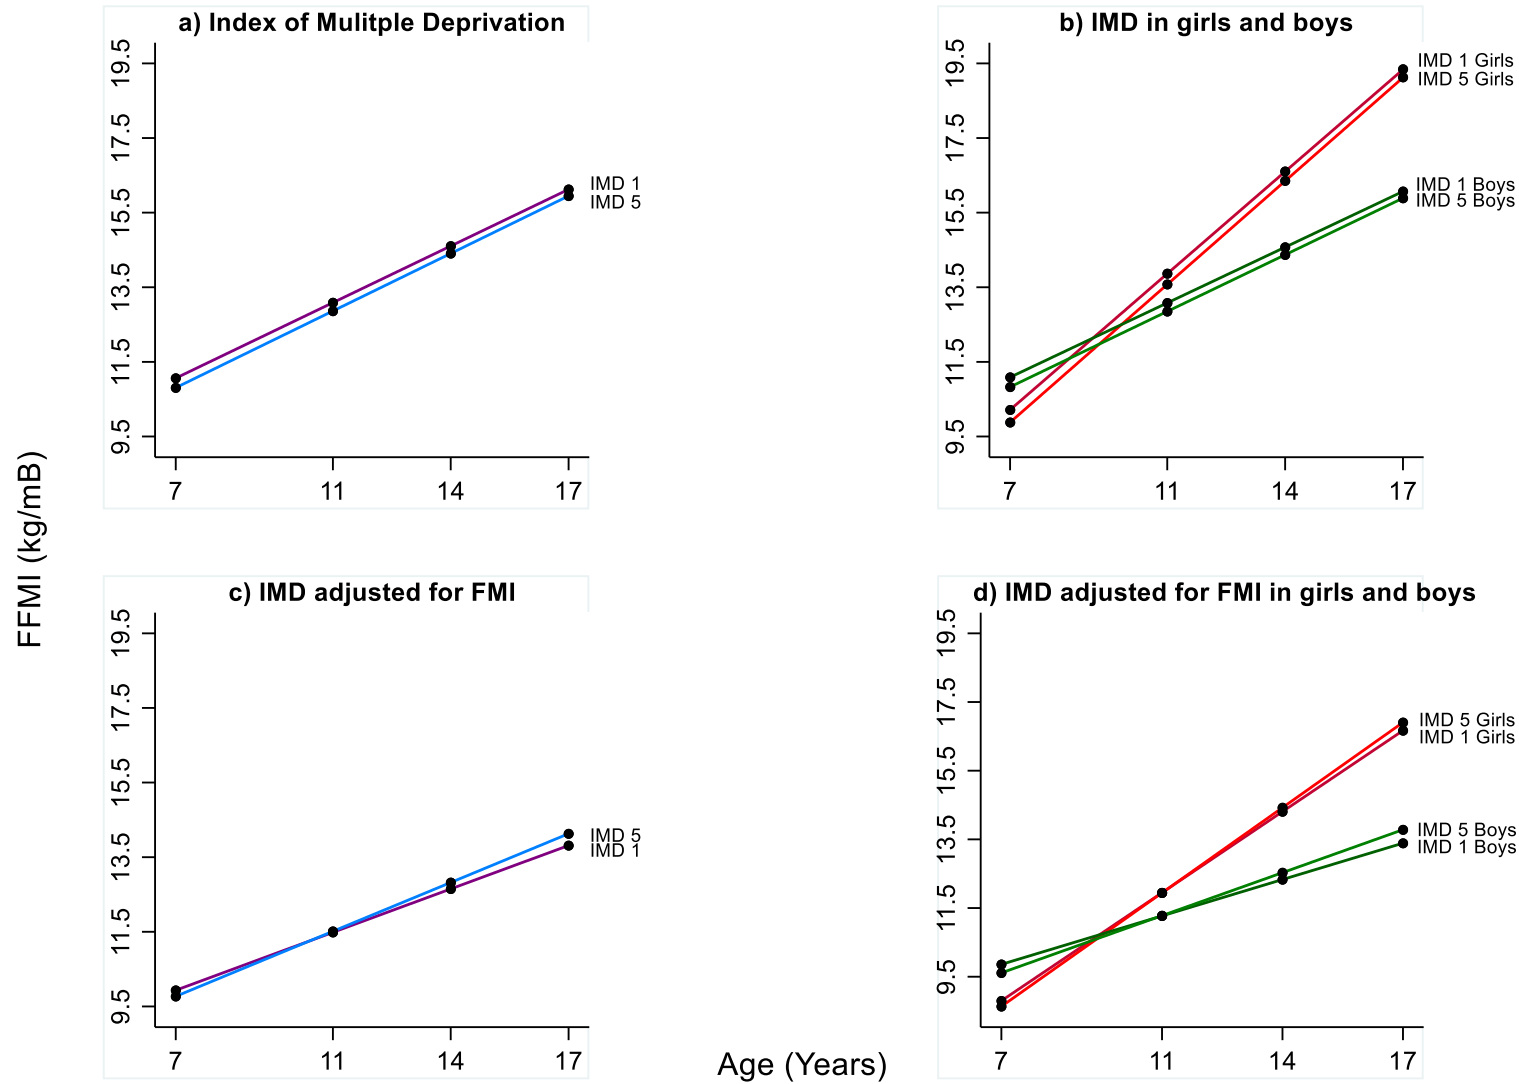 a) Index of Mulitple Deprivation
19.5
17.5
15.5
13.5
11.5
9.5
IMD 1
IMD 5
7 11 14 17
b) IMD in girls and boys
19.5
17.5
15.5
13.5
11.5
9.5
IMD 1 Girls
IMD 5 Girls
IMD 1 Boys
IMD 5 Boys
7 11 14 17
FFMI (kg/mB)
c) IMD adjusted for FMI
19.5
17.5
15.5
13.5
11.5
9.5
IMD 5
IMD 1
7 11 14 17
d) IMD adjusted for FMI in girls and boys
19.5
17.5
15.5
13.5
11.5
9.5
IMD 5 Girls
IMD 1 Girls
IMD 5 Boys
IMD 1 Boys
7 11 14 17
Age (Years)